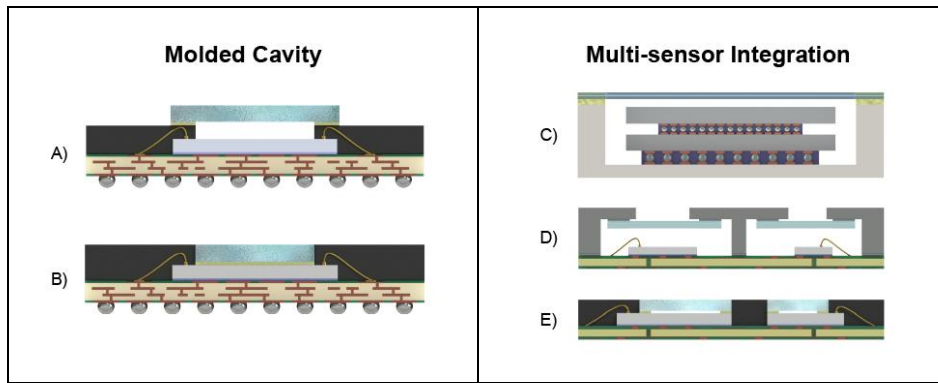 Molded Cavity
A)
B)
Multi-sensor Integration
C)
D)
E)